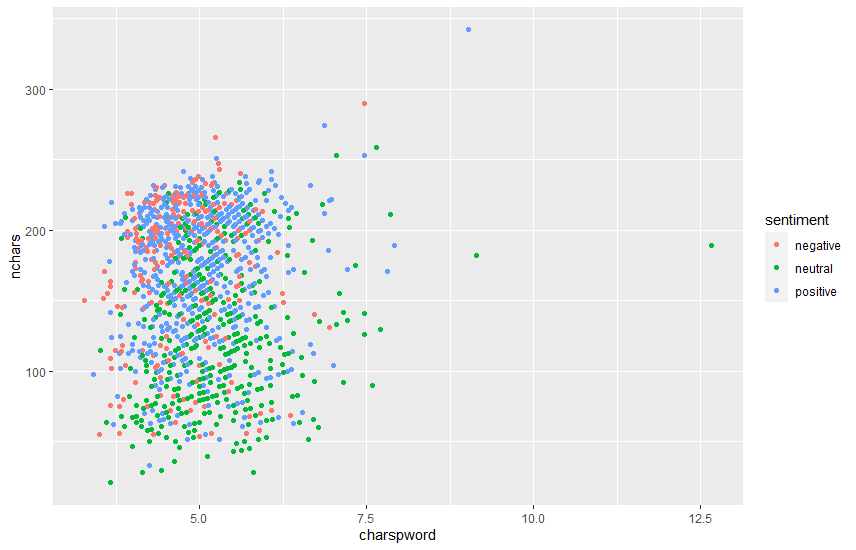 300
200
100
nchars
5.0 7.5 10.0 12.5
charspword
sentiment
negative
neutral
positive